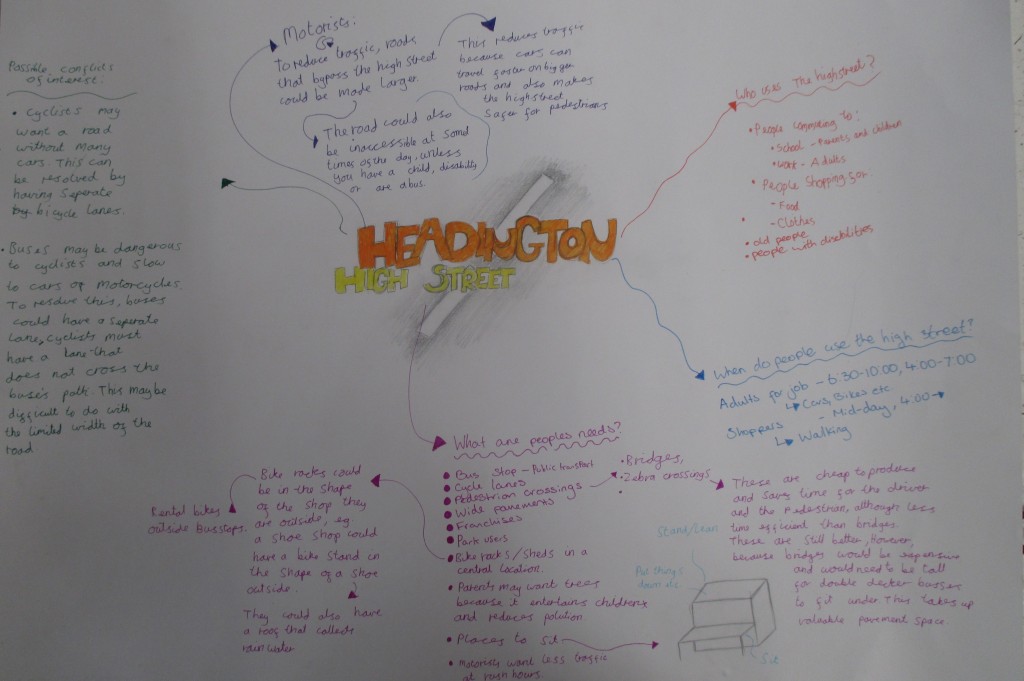 HEADINGTON
HIGH STREET
Motorists:
To reduce traffic, roads
that bypass the high street
could be made larger.
This reduces traffic
because cars can
travel faster on bigger
roads and also makes
the high street
safer for pedestrians
The road could also
be inaccessible at some
times of the day, unless
you have a child, disability
or are a bus.
Possible conflicts
of interest:
• Cyclists may
want a road
without many
cars. This can
be resolved by
having seperate
bicycle lanes.
• Buses may be dangerous
to cyclists and slow
to cars or Motorcycles.
To resolve this, buses
could have a seperate
lane, cyclists must
have a lane that
does not cross the
buses path. This may be
difficult to do with
the limited width of the
road
Who uses The high street?
• People commuting to:
• School - Parents and children
• Work - Adults
• People Shopping for
- Food
- Clothes
• old people
• people with disabilities
When do people use the high street?
Adults for job - 6:30-10:00, 4:00-7:00
Cars, Bikes etc.
Shoppers - Mid-day, 4:00
Walking
What are peoples needs?
• Bus Stop - Public transport
• Cycle lanes
• Pedestrian crossings
• Wide pavements
• Franchises
• Park users
• Bike racks/sheds in a
central location.
• Parents may want trees
because it entertains childrens
and reduces polution
• Places to sit
• Motorists want less traffic
at rush hours.
• Bridges,
• Zebra crossings
These are cheap to produce
and saves time for the driver
and the Pedestrian, although less
time efficient than bridges.
These are still better, However,
because bridges would be expensive
and would need to be tall
for double decker busses
to fit under. This takes up
valuable pavement space.
Bike racks could
be in the shape
of the shop they
are outside, eg.
a shoe shop could
have a bike stand in
the shape of a shoe
outside.
They could also have
a roof that collects
rain water
Rental bikes
outside bus stops.
Stand/Lean
Put things
down etc.
Sit